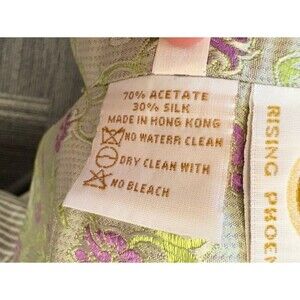 70% ACETATE
30% SILK
MADE IN HONG KONG
NO WATERR CLEAN
DRY CLEAN WITH
NO BLEACH
RISING PHOEN